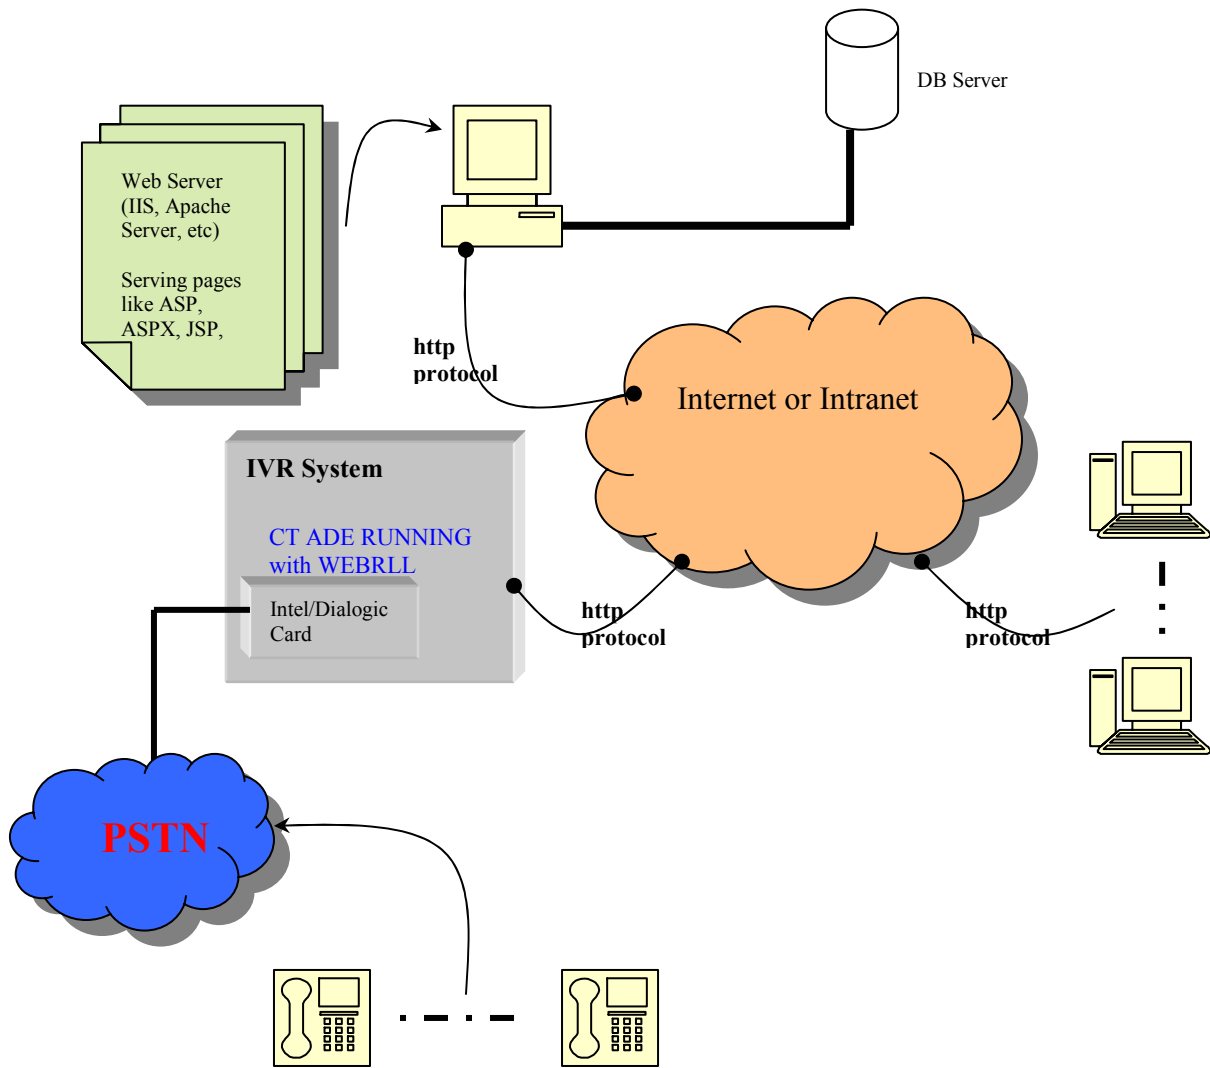 DB Server
Web Server
(IIS, Apache
Server, etc)
Serving pages
like ASP,
ASPX, JSP,
http
protocol
Internet or Intranet
IVR System
CT ADE RUNNING
with WEBRLL
Intel/Dialogic
Card
http
protocol
http
protocol
PSTN